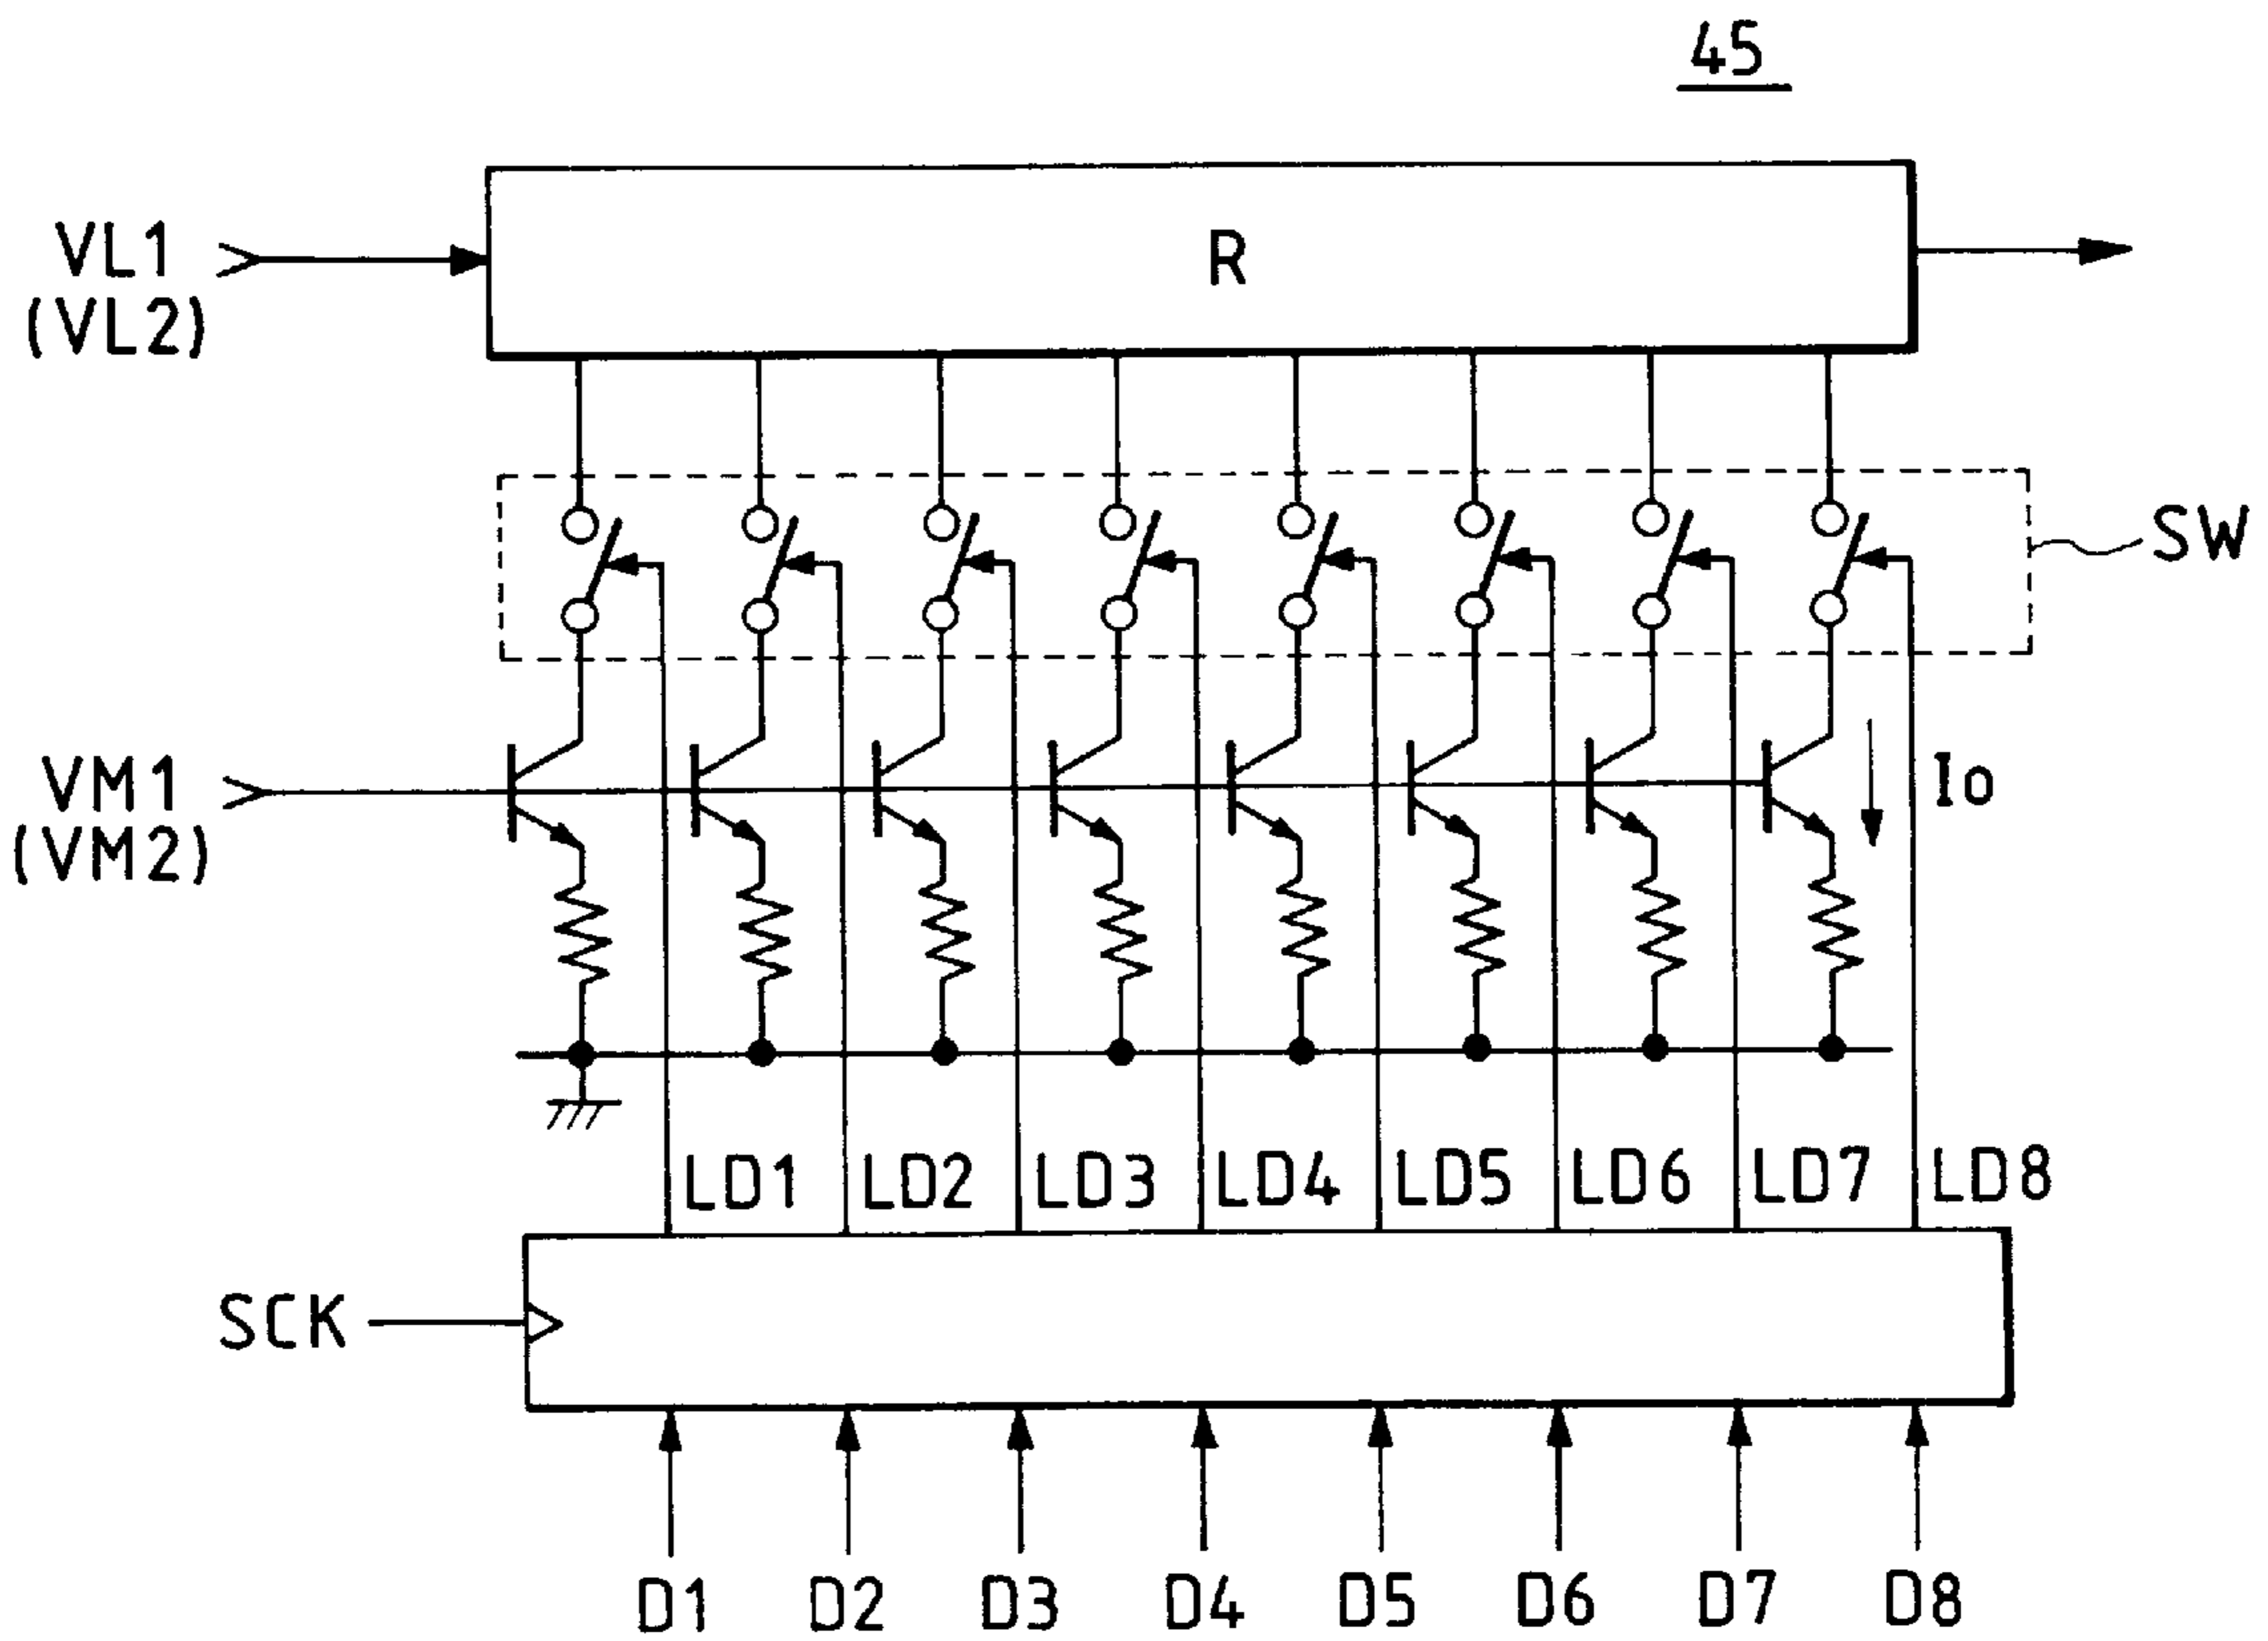 45
VL1
(VL2)
R
SW
VM1
(VM2)
Io
LD1 LD2 LD3 LD4 LD5 LD6 LD7 LD8
SCK
D1 D2 D3 D4 D5 D6 D7 D8